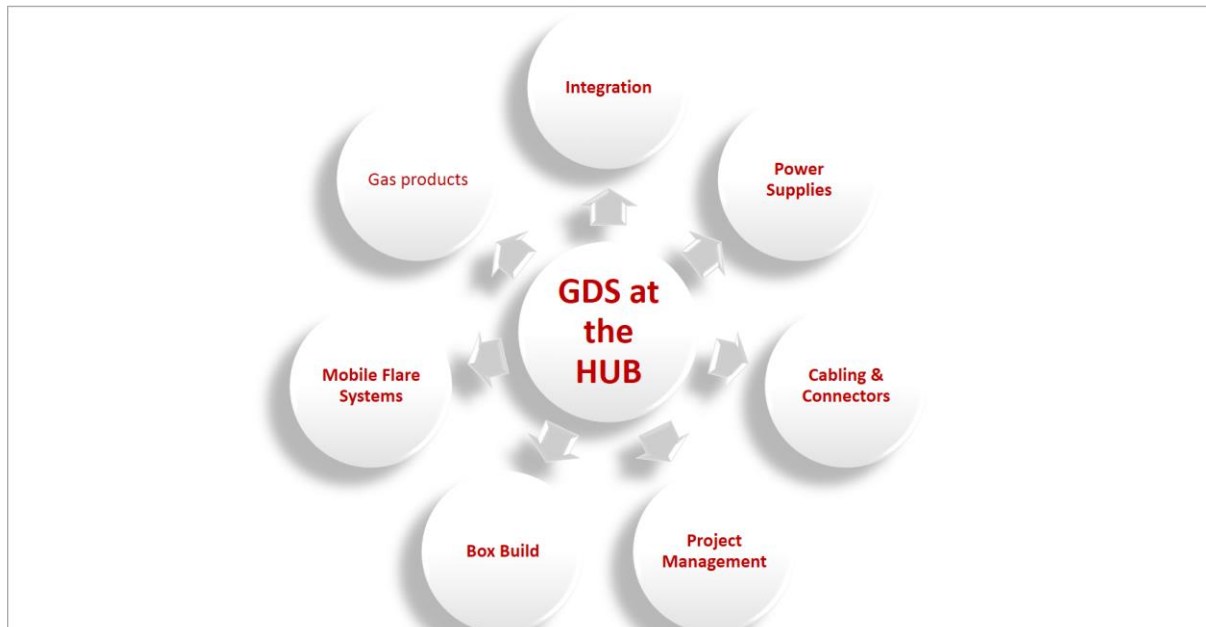 Integration
Power
Supplies
Gas products
GDS at
the
HUB
Mobile Flare
Systems
Cabling &
Connectors
Box Build
Project
Management